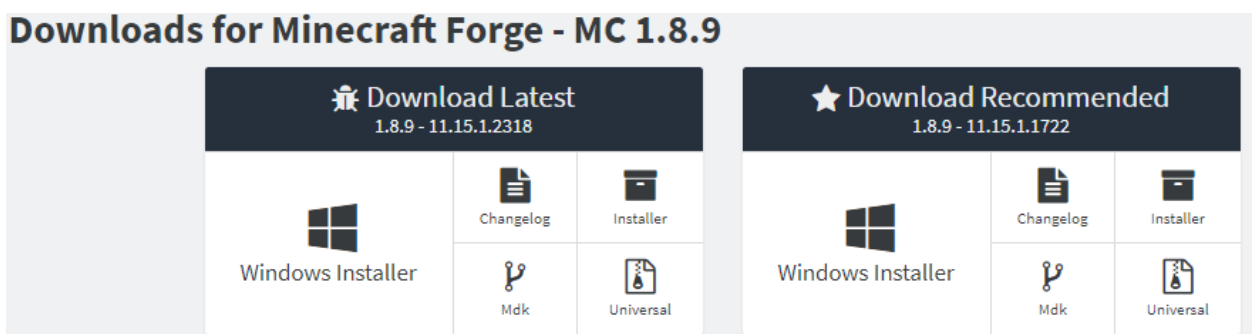 Downloads for Minecraft Forge - MC 1.8.9
Download Latest
1.8.9 - 11.15.1.2318
Windows Installer
Changelog
Installer
Mdk
Universal
Download Recommended
1.8.9 - 11.15.1.1722
Windows Installer
Changelog
Installer
Mdk
Universal